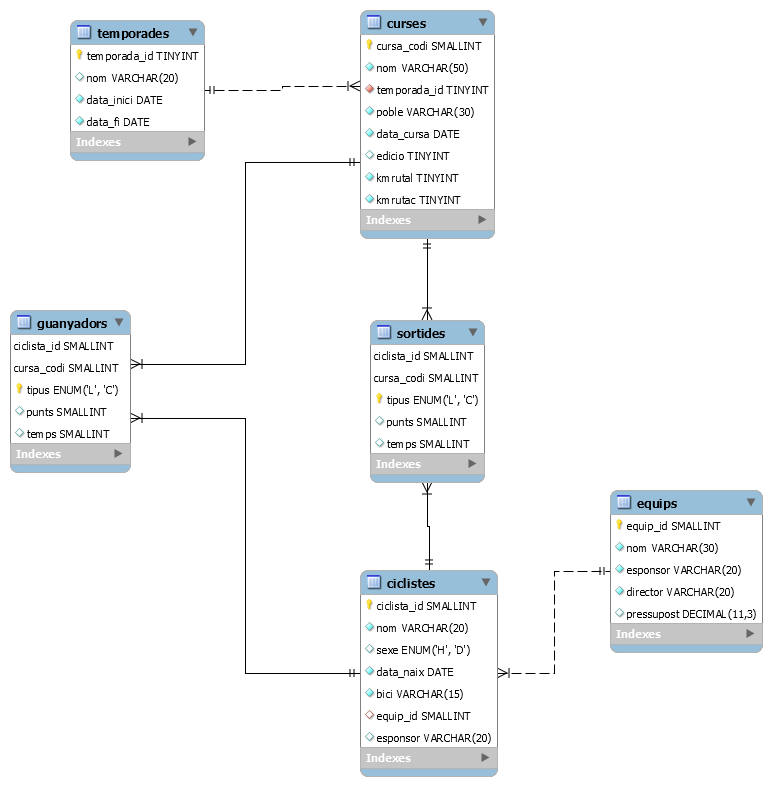 temporades
temporada_id TINYINT
nom VARCHAR(20)
data_inici DATE
data_fi DATE
Indexes
curses
cursa_codi SMALLINT
nom VARCHAR(50)
temporada_id TINYINT
poble VARCHAR(30)
data_cursa DATE
edicio TINYINT
kmrutal TINYINT
kmrutac TINYINT
Indexes
guanyadors
ciclista_id SMALLINT
cursa_codi SMALLINT
tipus ENUM('L', 'C')
punts SMALLINT
temps SMALLINT
Indexes
sortides
ciclista_id SMALLINT
cursa_codi SMALLINT
tipus ENUM('L', 'C')
punts SMALLINT
temps SMALLINT
Indexes
equips
equip_id SMALLINT
nom VARCHAR(30)
esponsor VARCHAR(20)
director VARCHAR(20)
pressupost DECIMAL(11,3)
Indexes
ciclistes
ciclista_id SMALLINT
nom VARCHAR(20)
sexe ENUM('H', 'D')
data_naix DATE
bici VARCHAR(15)
equip_id SMALLINT
esponsor VARCHAR(20)
Indexes